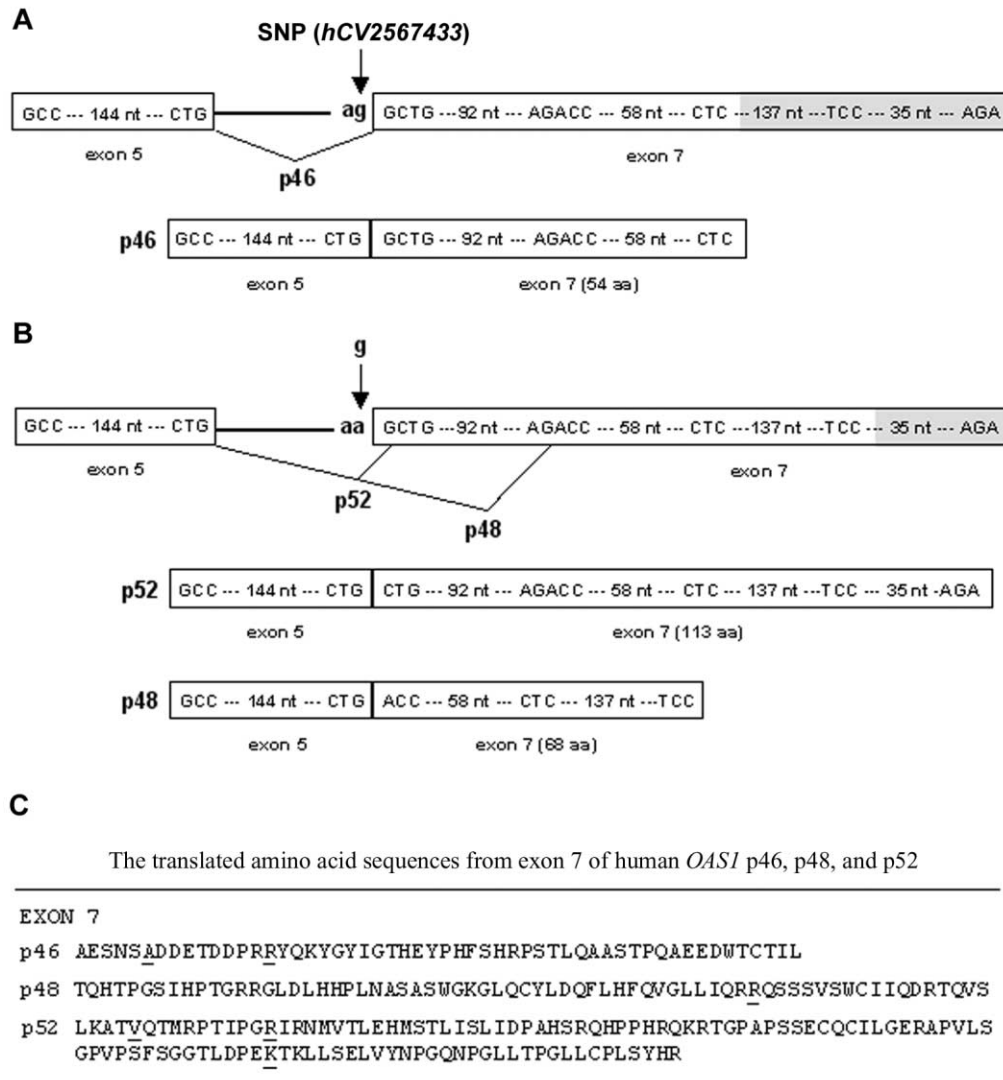 A
SNP (hCV2567433)
GCC --- 144 nt --- CTG ag GCTG ---92 nt --- AGACC --- 58 nt --- CTC ---137 nt ---TCC --- 35 nt --- AGA
exon 5 exon 7
p46
p46 GCC --- 144 nt --- CTG GCTG ---92 nt --- AGACC --- 58 nt --- CTC
exon 5 exon 7 (54 aa)
B
g
GCC --- 144 nt --- CTG aa GCTG ---92 nt --- AGACC --- 58 nt --- CTC ---137 nt ---TCC --- 35 nt --- AGA
exon 5 exon 7
p52
p48
p52 GCC --- 144 nt --- CTG CTG --- 92 nt --- AGACC --- 58 nt --- CTC --- 137 nt ---TCC --- 35 nt -AGA
exon 5 exon 7 (113 aa)
p48 GCC --- 144 nt --- CTG ACC --- 58 nt --- CTC --- 137 nt ---TCC
exon 5 exon 7 (68 aa)
C
The translated amino acid sequences from exon 7 of human OAS1 p46, p48, and p52
EXON 7
p46 AESNSADDETDDPRRYQKYGYIGTHEYPHFSHRPSTLQAASTPQAEEDWTCTIL
p48 TQHTPGSIHPTGRRGLDLHHPLNASASWGKGLQCYLDQFLHFQVGLLIQRRQSSSVSWCIIQDRTQVS
p52 LKATVQTMRPTIPGRIRNMVTLEHMSTLISLIDPAHSRQHPPHRQKRTGPAPSSECQCILGERAPVLS
GPVPSFSGGTLDPEKTKLLSELVYNPGQNPGLLTPGLLCPLSYHR